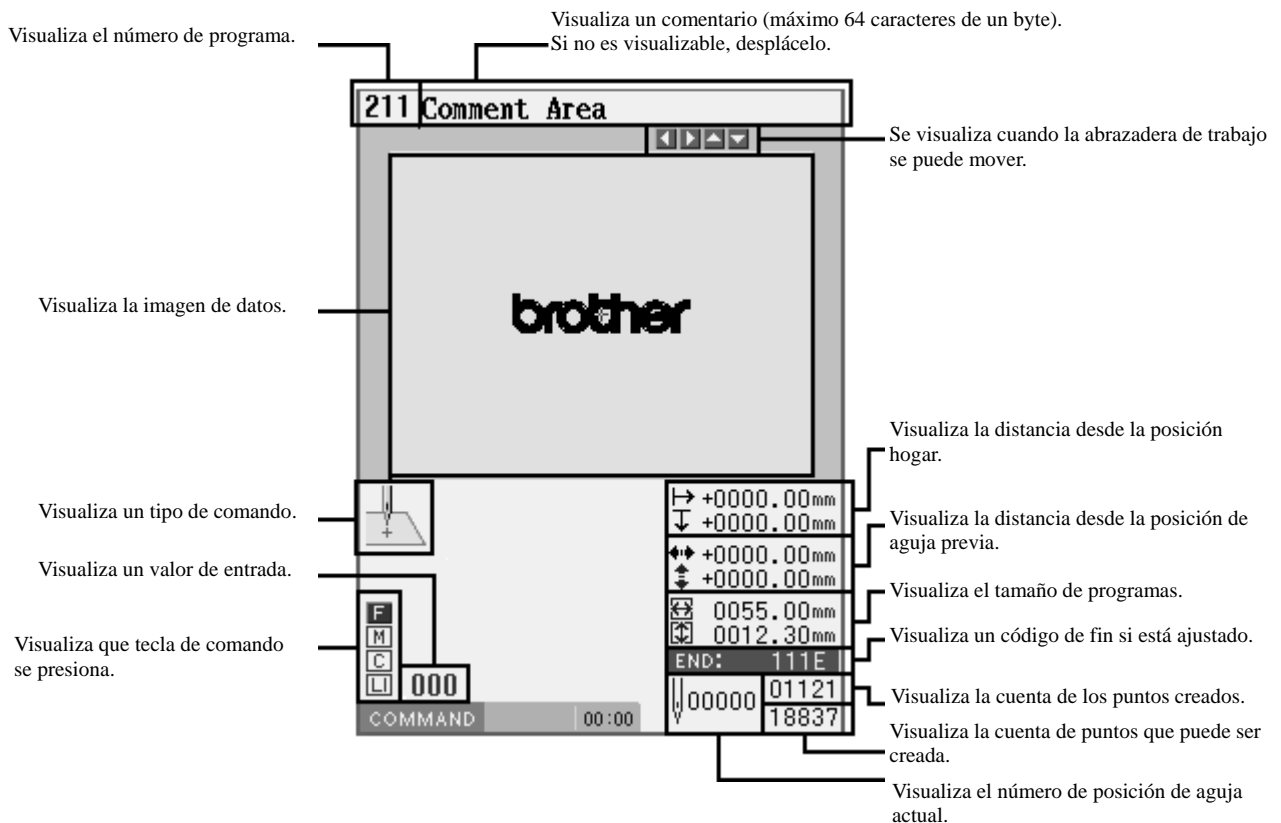 Visualiza el número de programa.
Visualiza un comentario (máximo 64 caracteres de un byte).
Si no es visualizable, desplácelo.
211 Comment Area
Se visualiza cuando la abrazadera de trabajo
se puede mover.
Visualiza la imagen de datos.
brother
Visualiza la distancia desde la posición
hogar.
+0000.00mm
+0000.00mm
Visualiza un tipo de comando.
Visualiza la distancia desde la posición de
aguja previa.
+0000.00mm
+0000.00mm
Visualiza un valor de entrada.
Visualiza el tamaño de programas.
0055.00mm
0012.30mm
Visualiza que tecla de comando
se presiona.
F
M
C
LI
000
Visualiza un código de fin si está ajustado.
END: 111E
00000
01121
18837
Visualiza la cuenta de los puntos creados.
COMMAND 00:00
Visualiza la cuenta de puntos que puede ser
creada.
Visualiza el número de posición de aguja
actual.